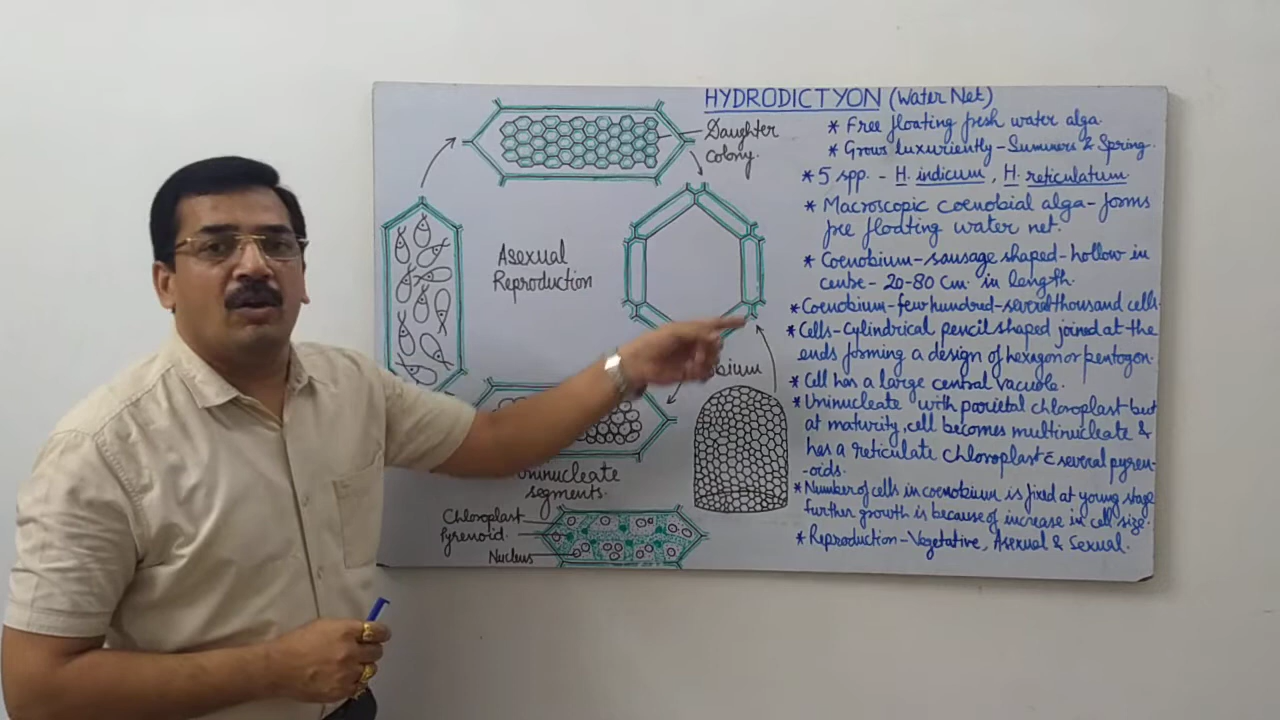 HYDRODICTYON (Water Net)
* Free floating fresh water alga.
* Grows luxuriently - Summers & Spring.
* 5 spp. - H. indicum, H. reticulatum
* Macroscopic coenobial alga - forms
free floating water net.
* Coenobium - sausage shaped - hollow in
centre - 20-80 Cm in length.
* Coenobium - few hundred - several thousand cells.
* Cells - Cylindrical pencil shaped joined at the
ends forming a design of hexagon or pentogon.
* Cell has a large central vacuole.
* Uninucleate with parietal chloroplast but
at maturity, cell becomes multinucleate &
has a reticulate chloroplast c̄ several pyren-
-oids.
* Number of cells in coenobium is fixed at young stage
further growth is because of increase in cell size.
* Reproduction - Vegetative, Asexual & Sexual.
Daughter
Colony.
Asexual
Reproduction
Uninucleate
segments.
Chloroplast
Pyrenoid.
Nucleus